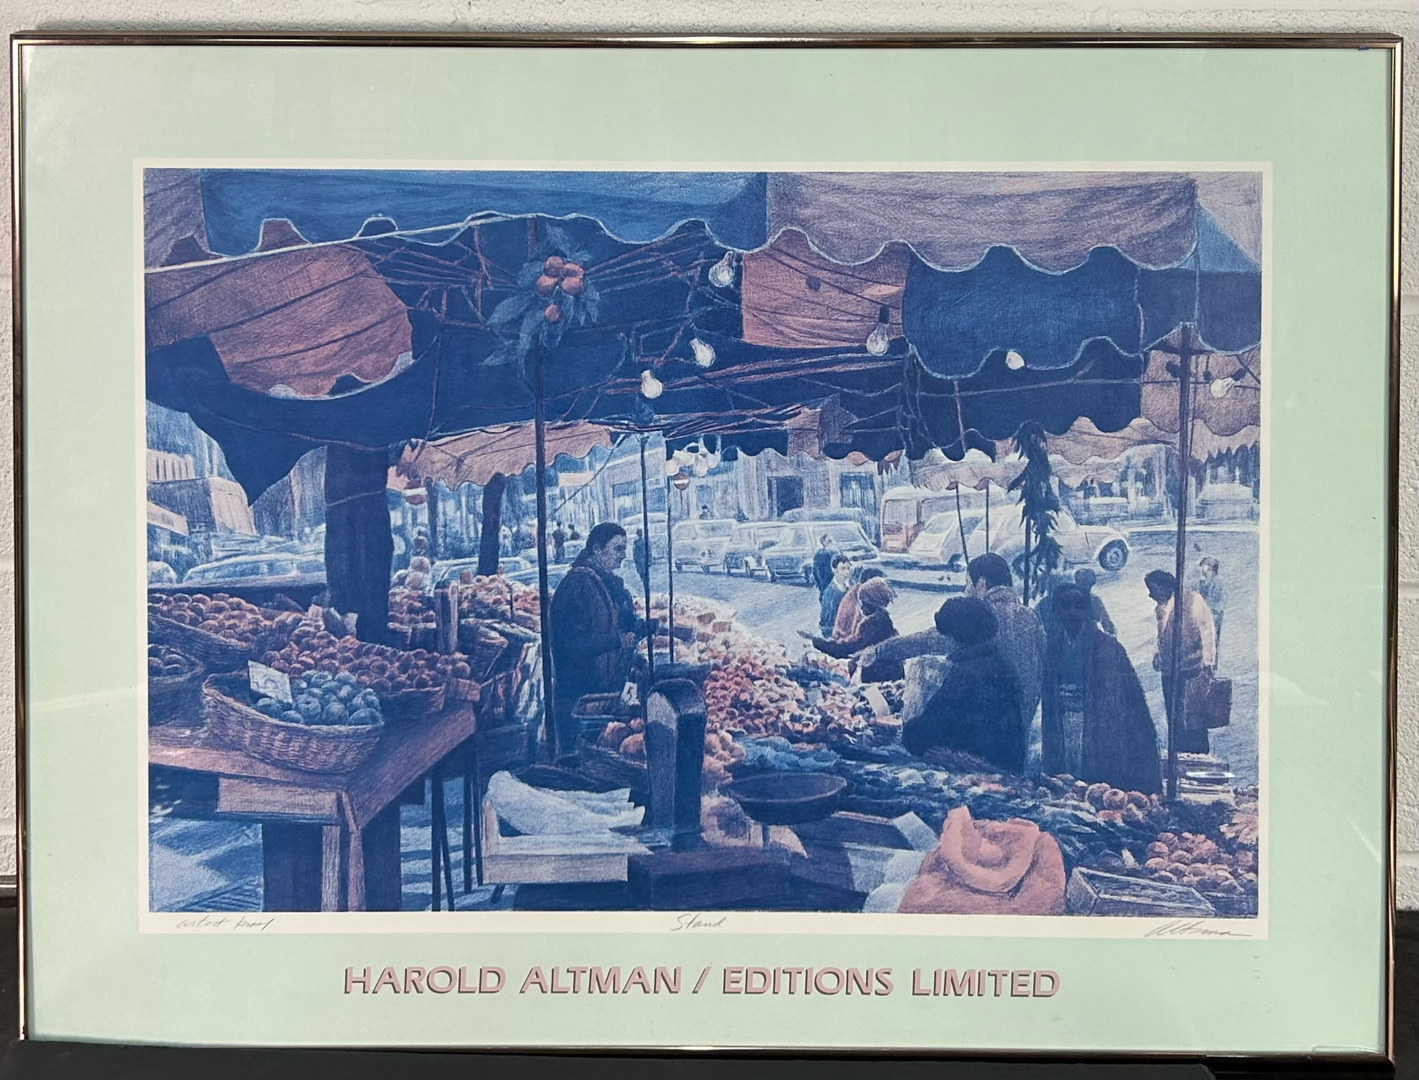 artist proof
Stand
Altman
HAROLD ALTMAN / EDITIONS LIMITED